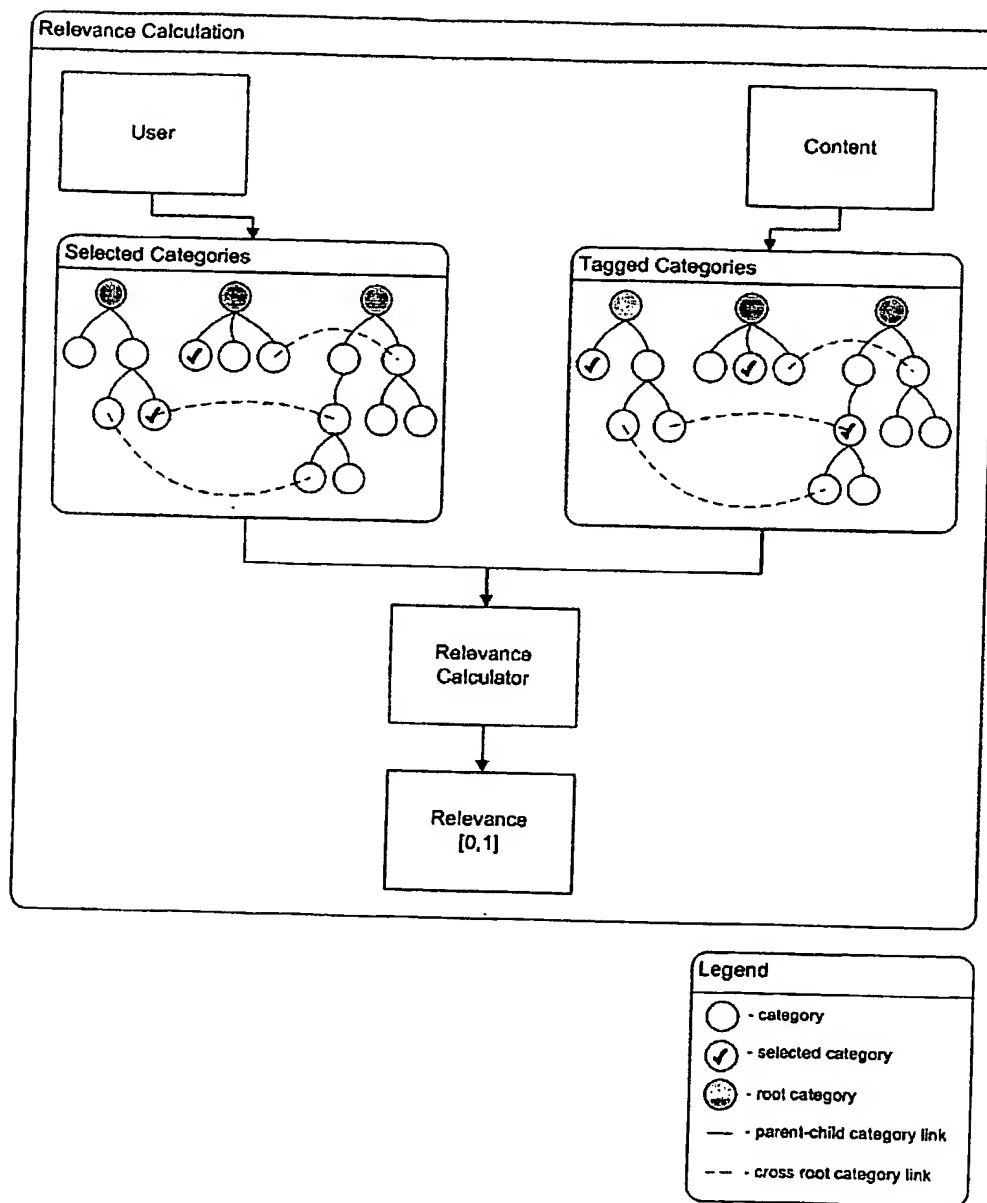 Relevance Calculation
User
Content
Selected Categories
Tagged Categories
Relevance
Calculator
Relevance
[0,1]
Legend
- category
- selected category
- root category
- parent-child category link
- cross root category link